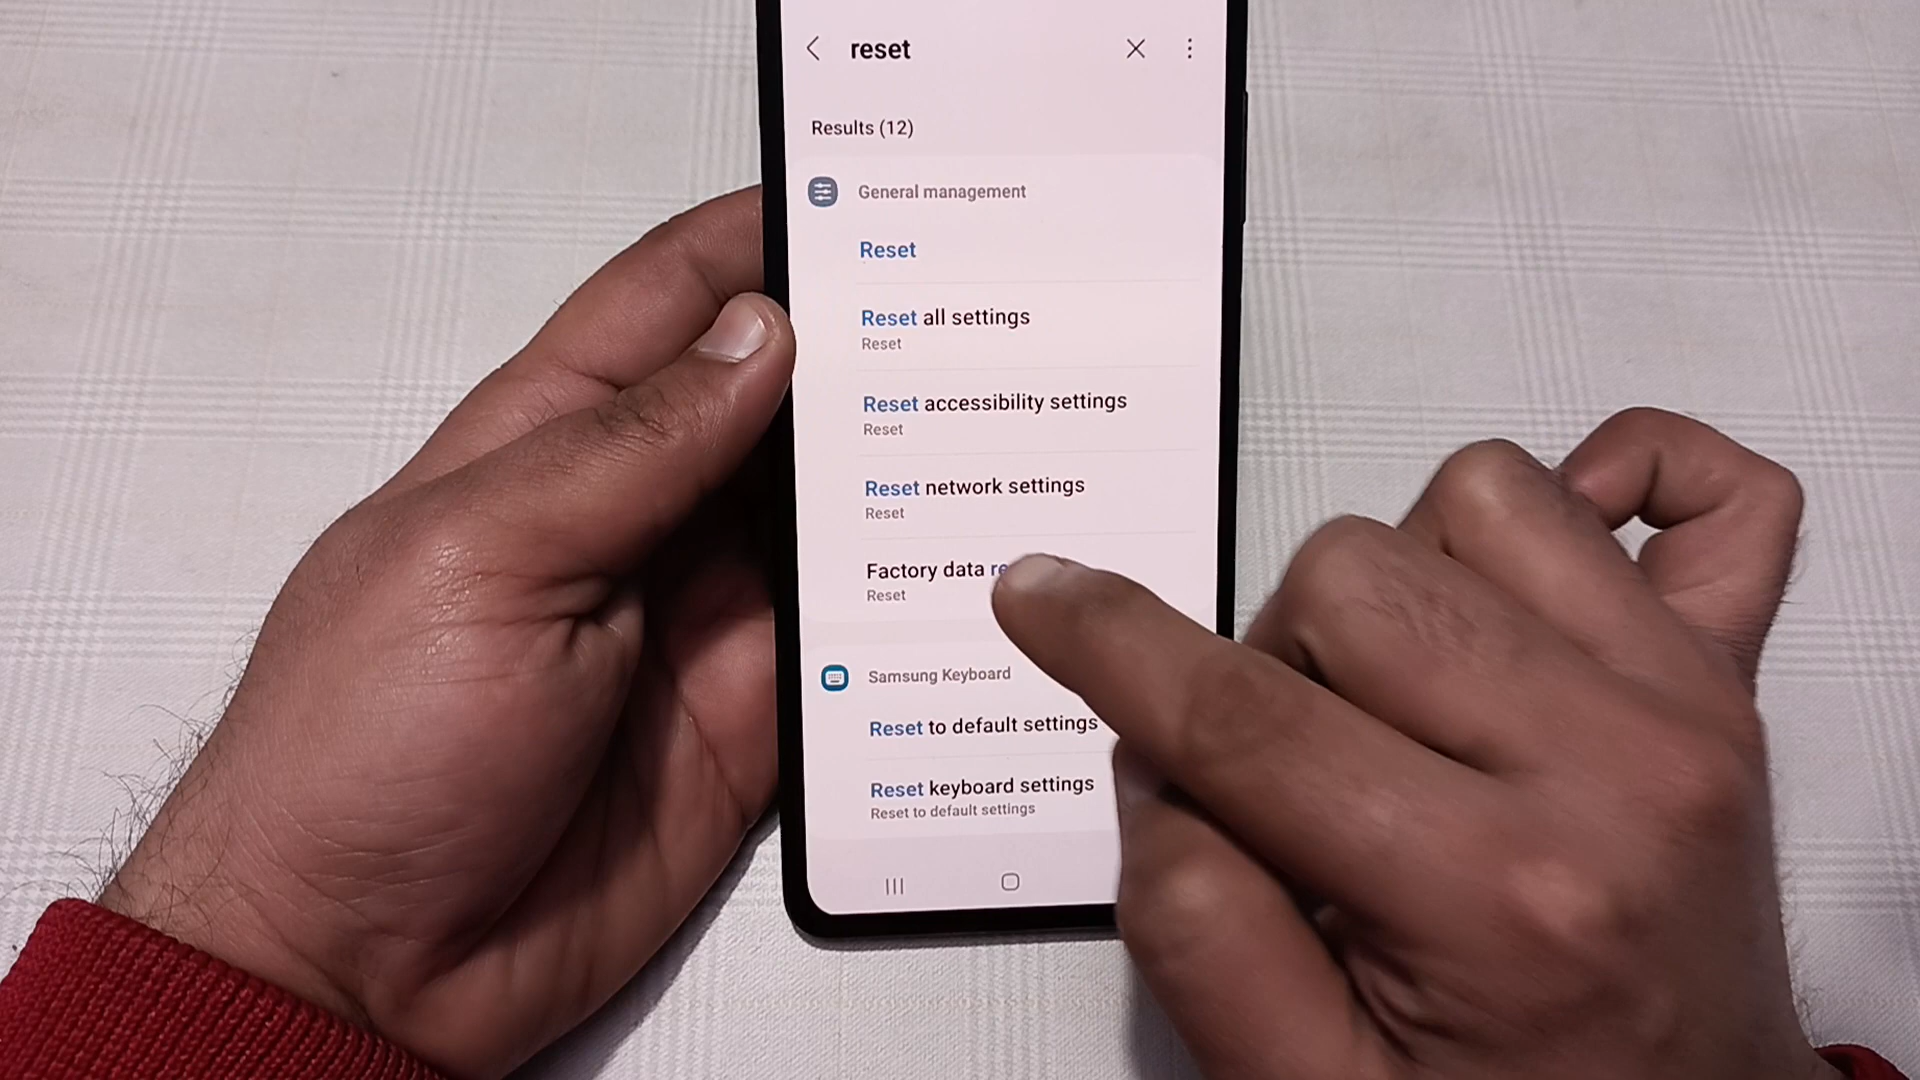 reset
Results (12)
General management
Reset
Reset all settings
Reset
Reset accessibility settings
Reset
Reset network settings
Reset
Factory data
Reset
Samsung Keyboard
Reset to default settings
Reset keyboard settings
Reset to default settings